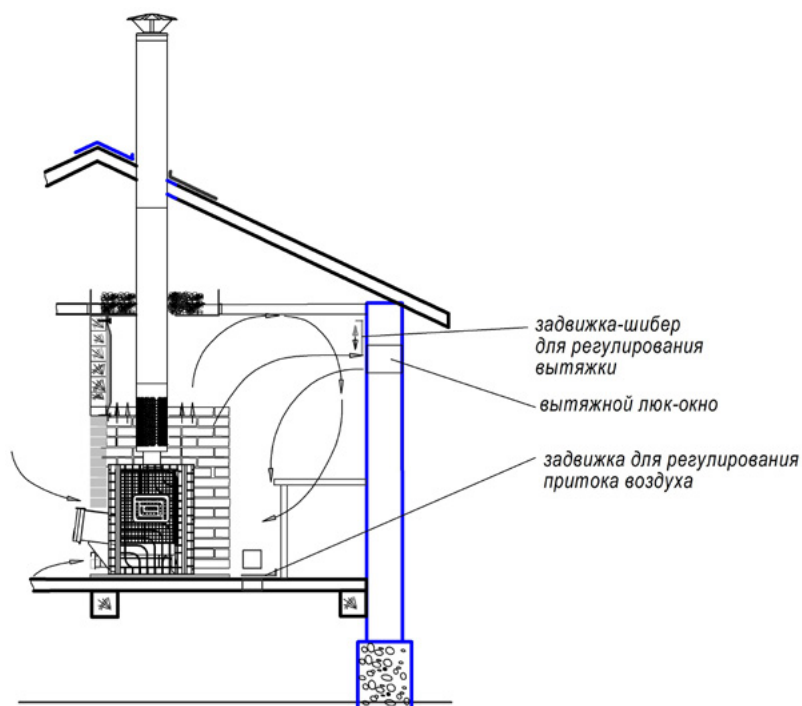 задвижка-шибер
для регулирования
вытяжки
вытяжной люк-окно
задвижка для регулирования
притока воздуха